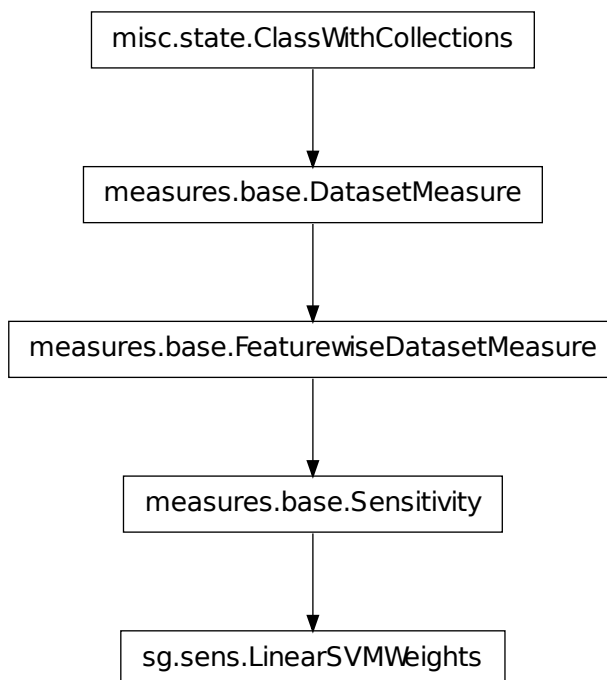 misc.state.ClassWithCollections
measures.base.DatasetMeasure
measures.base.FeaturewiseDatasetMeasure
measures.base.Sensitivity
sg.sens.LinearSVMWeights